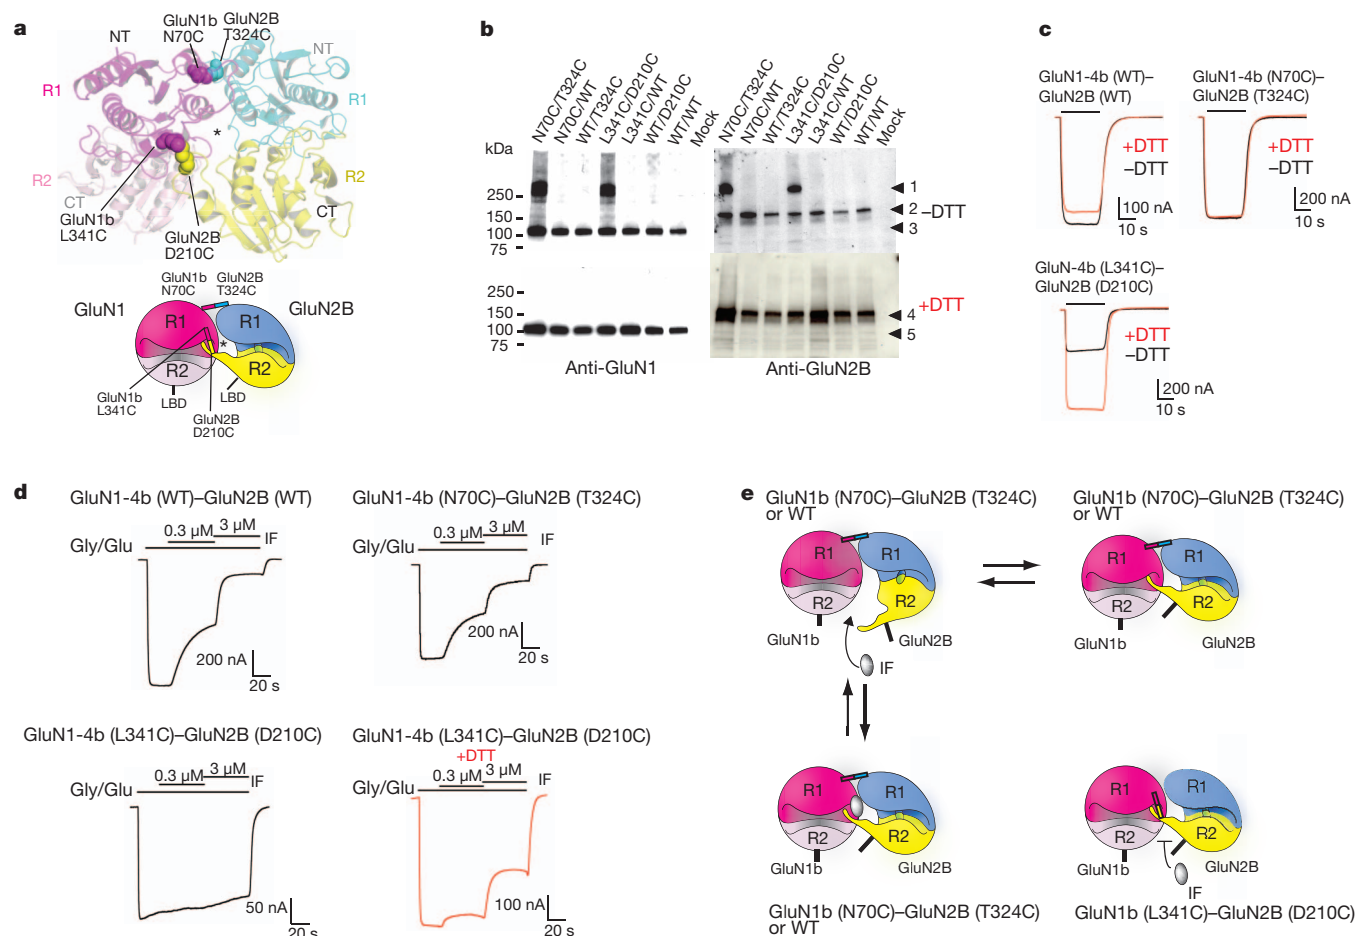 a
GluN1b
N70C
GluN2B
T324C
NT
NT
R1
R1
*
R2
R2
CT
CT
GluN1b
L341C
GluN2B
D210C
GluN1b
N70C
GluN2B
T324C
GluN1
GluN2B
R1
R1
*
R2
R2
GluN1b
L341C
LBD
LBD
GluN2B
D210C
b
N70C/T324C
N70C/WT
WT/T324C
L341C/D210C
L341C/WT
WT/D210C
WT/WT
Mock
N70C/T324C
N70C/WT
WT/T324C
L341C/D210C
L341C/WT
WT/D210C
WT/WT
Mock
kDa
250
150
100
75
1
2
–DTT
3
250
150
100
75
4
+DTT
5
Anti-GluN1
Anti-GluN2B
c
GluN1-4b (WT)–
GluN2B (WT)
+DTT
–DTT
100 nA
10 s
GluN1-4b (N70C)–
GluN2B (T324C)
+DTT
–DTT
200 nA
10 s
GluN-4b (L341C)–
GluN2B (D210C)
+DTT
–DTT
200 nA
10 s
d
GluN1-4b (WT)–GluN2B (WT)
3 μM
0.3 μM
IF
Gly/Glu
200 nA
20 s
GluN1-4b (N70C)–GluN2B (T324C)
3 μM
0.3 μM
IF
Gly/Glu
200 nA
20 s
GluN1-4b (L341C)–GluN2B (D210C)
3 μM
0.3 μM
IF
Gly/Glu
50 nA
20 s
GluN1-4b (L341C)–GluN2B (D210C)
+DTT
3 μM
0.3 μM
IF
Gly/Glu
100 nA
20 s
e
GluN1b (N70C)–GluN2B (T324C)
or WT
R1
R1
R2
R2
GluN1b
GluN2B
IF
GluN1b (N70C)–GluN2B (T324C)
or WT
R1
R1
R2
R2
GluN1b
GluN2B
R1
R1
R2
R2
GluN1b
GluN2B
GluN1b (N70C)–GluN2B (T324C)
or WT
R1
R1
R2
R2
GluN1b
GluN2B
IF
GluN1b (L341C)–GluN2B (D210C)